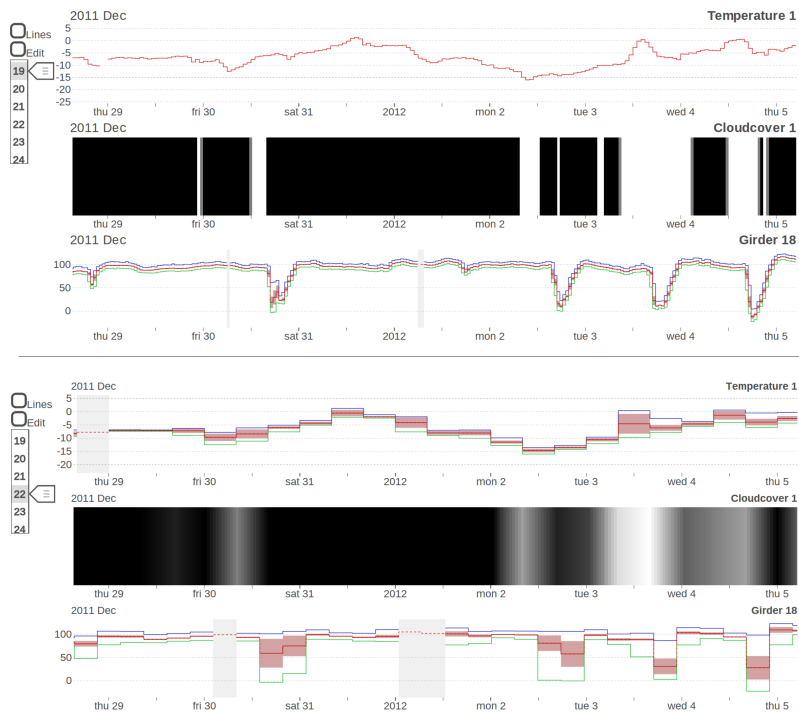 2011 Dec Temperature 1
Lines
Edit
5
0
-5
-10
-15
-20
-25
19
20
21
22
23
24
thu 29 fri 30 sat 31 2012 mon 2 tue 3 wed 4 thu 5
2011 Dec Cloudcover 1
thu 29 fri 30 sat 31 2012 mon 2 tue 3 wed 4 thu 5
2011 Dec Girder 18
100
50
0
thu 29 fri 30 sat 31 2012 mon 2 tue 3 wed 4 thu 5
2011 Dec Temperature 1
Lines
Edit
5
0
-5
-10
-15
-20
19
20
21
22
23
24
thu 29 fri 30 sat 31 2012 mon 2 tue 3 wed 4 thu 5
2011 Dec Cloudcover 1
thu 29 fri 30 sat 31 2012 mon 2 tue 3 wed 4 thu 5
2011 Dec Girder 18
100
50
0
thu 29 fri 30 sat 31 2012 mon 2 tue 3 wed 4 thu 5